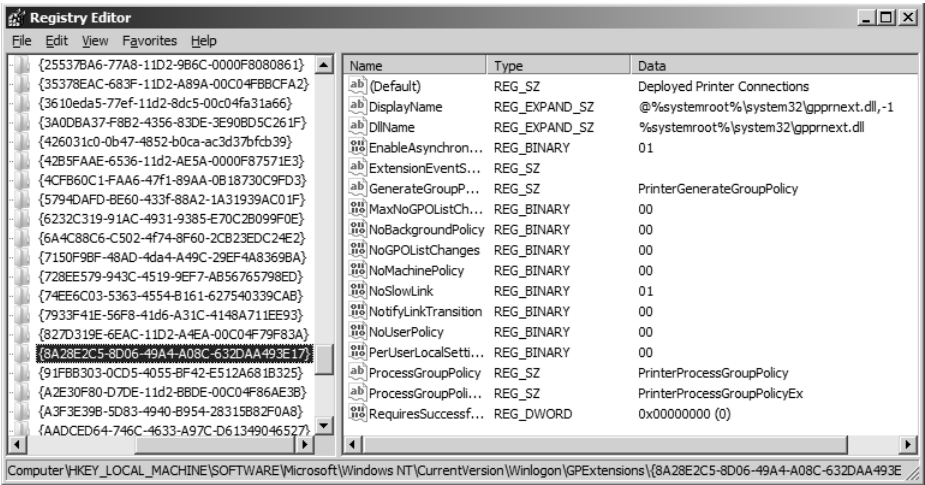 Registry Editor
File Edit View Favorites Help
{25537BA6-77A8-11D2-9B6C-0000F8080861}
{35378EAC-683F-11D2-A89A-00C04FBBCFA2}
{3610eda5-77ef-11d2-8dc5-00c04fa31a66}
{3A0DBA37-F8B2-4356-83DE-3E90BD5C261F}
{426031c0-0b47-4852-b0ca-ac3d37bfcb39}
{42B5FAAE-6536-11d2-AE5A-0000F87571E3}
{4CFB60C1-FAA6-47f1-89AA-0B18730C9FD3}
{5794DAFD-BE60-433f-88A2-1A31939AC01F}
{6232C319-91AC-4931-9385-E70C2B099F0E}
{6A4C88C6-C502-4f74-8F60-2CB23EDC24E2}
{7150F9BF-48AD-4da4-A49C-29EF4A8369BA}
{728EE579-943C-4519-9EF7-AB56765798ED}
{74EE6C03-5363-4554-B161-627540339CAB}
{7933F41E-56F8-41d6-A31C-4148A711EE93}
{827D319E-6EAC-11D2-A4EA-00C04F79F83A}
{8A28E2C5-8D06-49A4-A08C-632DAA493E17}
{91FBB303-0CD5-4055-BF42-E512A681B325}
{A2E30F80-D7DE-11d2-BBDE-00C04F86AE3B}
{A3F3E39B-5D83-4940-B954-28315B82F0A8}
{AADCED64-746C-4633-A97C-D61349046527}
Name Type Data
(Default) REG_SZ Deployed Printer Connections
DisplayName REG_EXPAND_SZ @%systemroot%\system32\gpprnext.dll,-1
DllName REG_EXPAND_SZ %systemroot%\system32\gpprnext.dll
EnableAsynchron... REG_BINARY 01
ExtensionEventS... REG_SZ
GenerateGroupP... REG_SZ PrinterGenerateGroupPolicy
MaxNoGPOListCh... REG_BINARY 00
NoBackgroundPolicy REG_BINARY 00
NoGPOListChanges REG_BINARY 00
NoMachinePolicy REG_BINARY 00
NoSlowLink REG_BINARY 01
NotifyLinkTransition REG_BINARY 00
NoUserPolicy REG_BINARY 00
PerUserLocalSetti... REG_BINARY 00
ProcessGroupPolicy REG_SZ PrinterProcessGroupPolicy
ProcessGroupPoli... REG_SZ PrinterProcessGroupPolicyEx
RequiresSuccessf... REG_DWORD 0x00000000 (0)
Computer\HKEY_LOCAL_MACHINE\SOFTWARE\Microsoft\Windows NT\CurrentVersion\Winlogon\GPExtensions\{8A28E2C5-8D06-49A4-A08C-632DAA493E